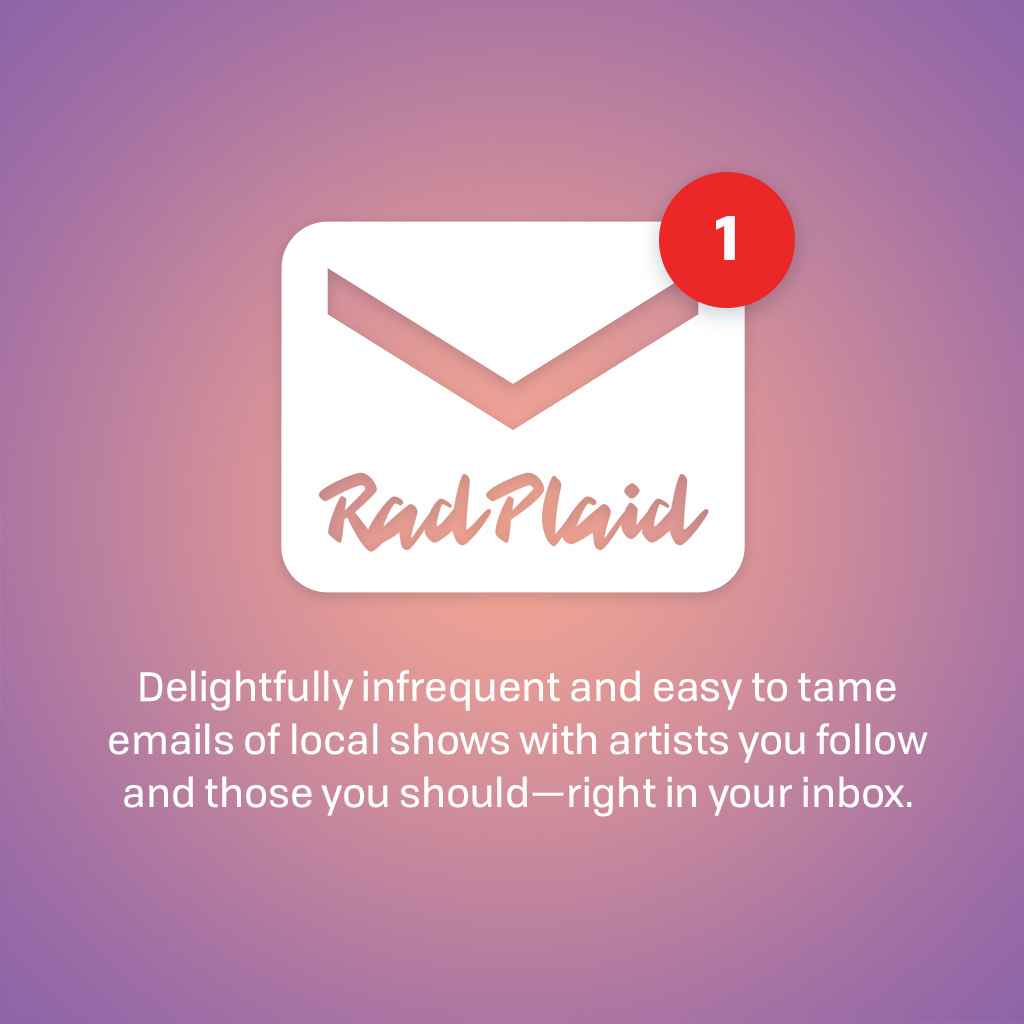 1
RadPlaid
Delightfully infrequent and easy to tame
emails of local shows with artists you follow
and those you should—right in your inbox.